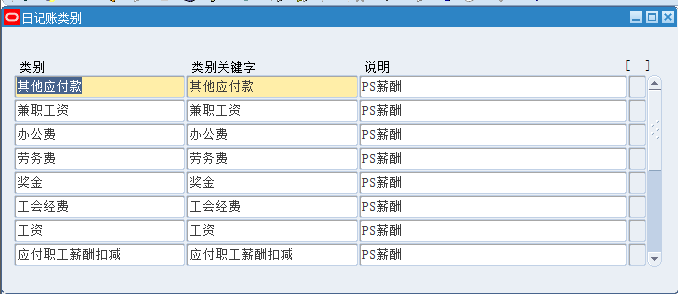 日记账类别
类别 类别关键字 说明 [ ]
其他应付款 其他应付款 PS薪酬
兼职工资 兼职工资 PS薪酬
办公费 办公费 PS薪酬
劳务费 劳务费 PS薪酬
奖金 奖金 PS薪酬
工会经费 工会经费 PS薪酬
工资 工资 PS薪酬
应付职工薪酬扣减 应付职工薪酬扣减 PS薪酬